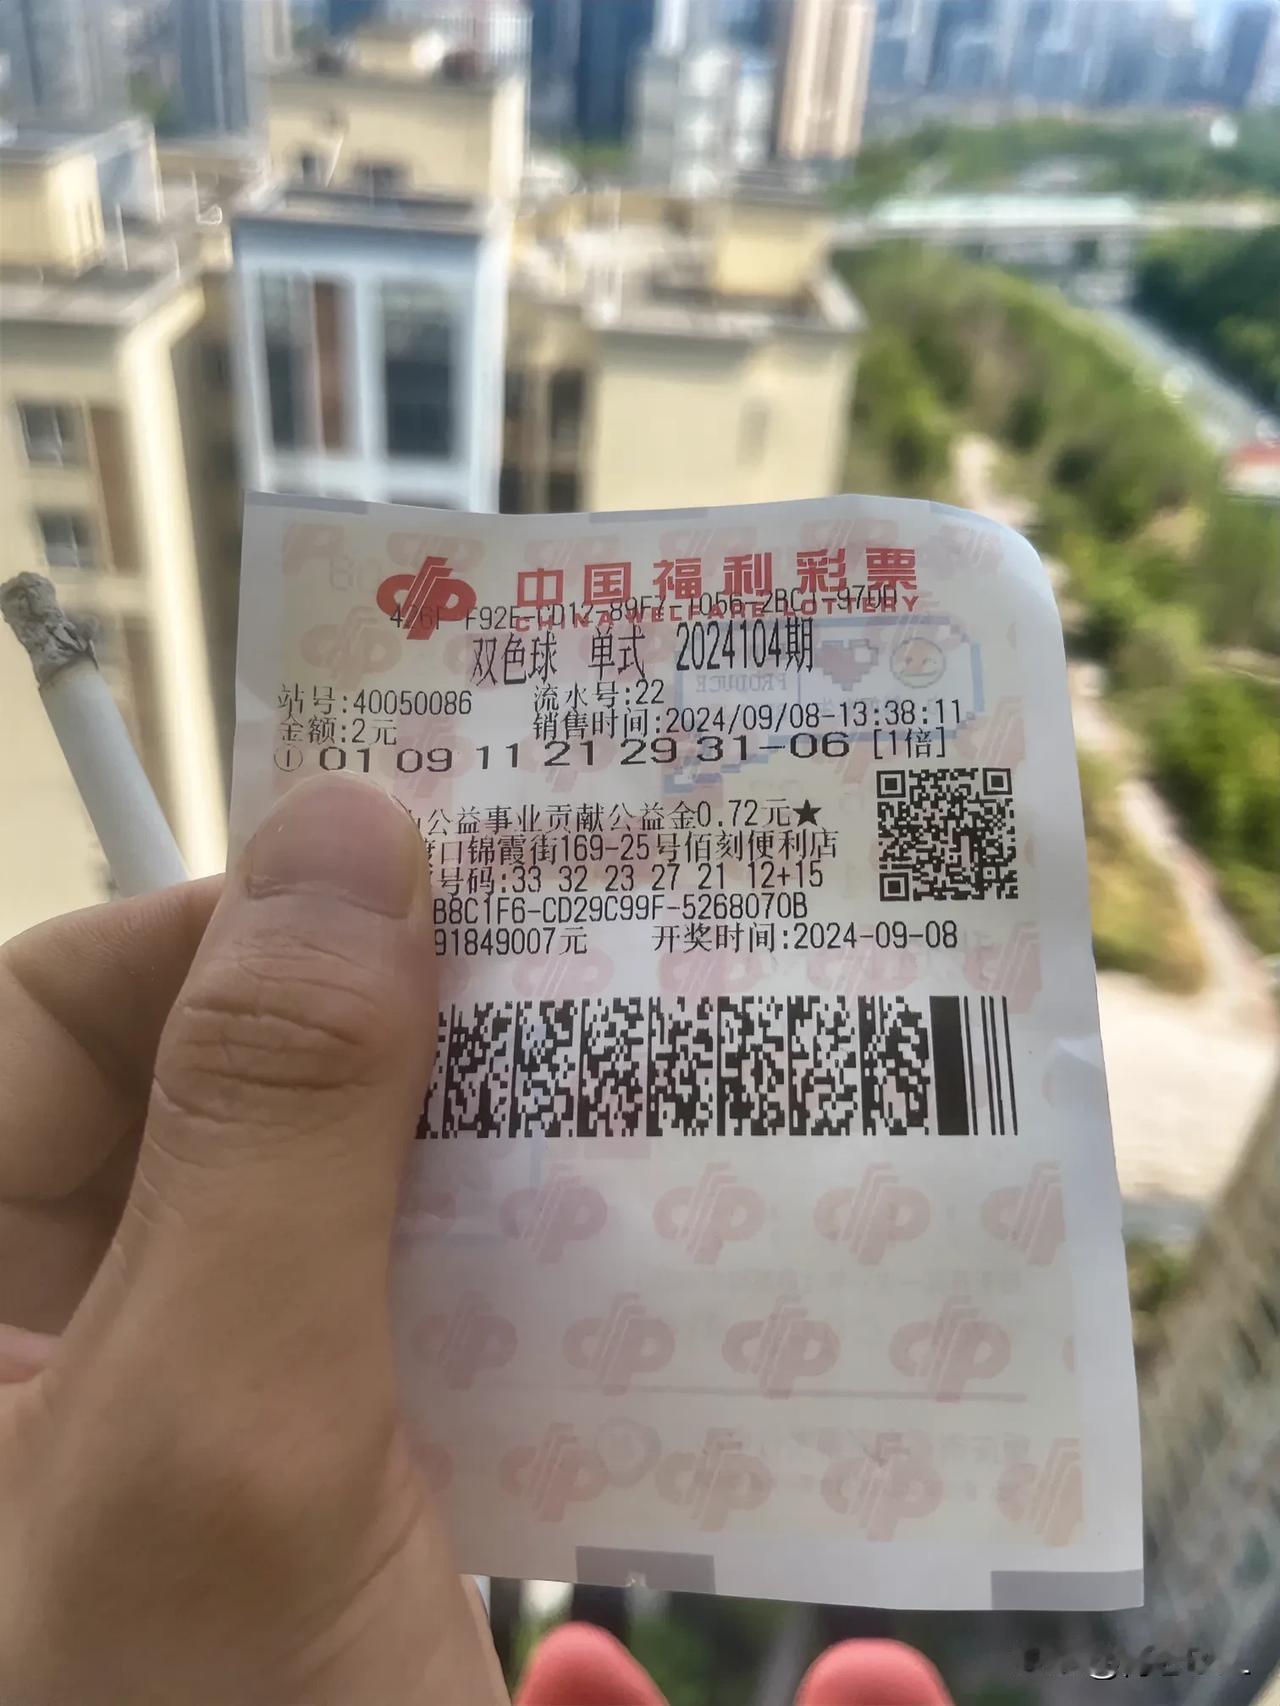 中国福利彩票
CHINA WELFARE LOTTERY
双色球 单式 2024104期
站号:40050086 流水号:22
金额:2元 销售时间:2024/09/08-13:38:11
① 01 09 11 21 29 31-06 [1倍]
公益事业贡献公益金0.72元★
渡口锦霞街169-25号佰刻便利店
号码:33 32 23 27 21 12+15
B8C1F6-CD29C99F-5268070B
91849007元 开奖时间:2024-09-08